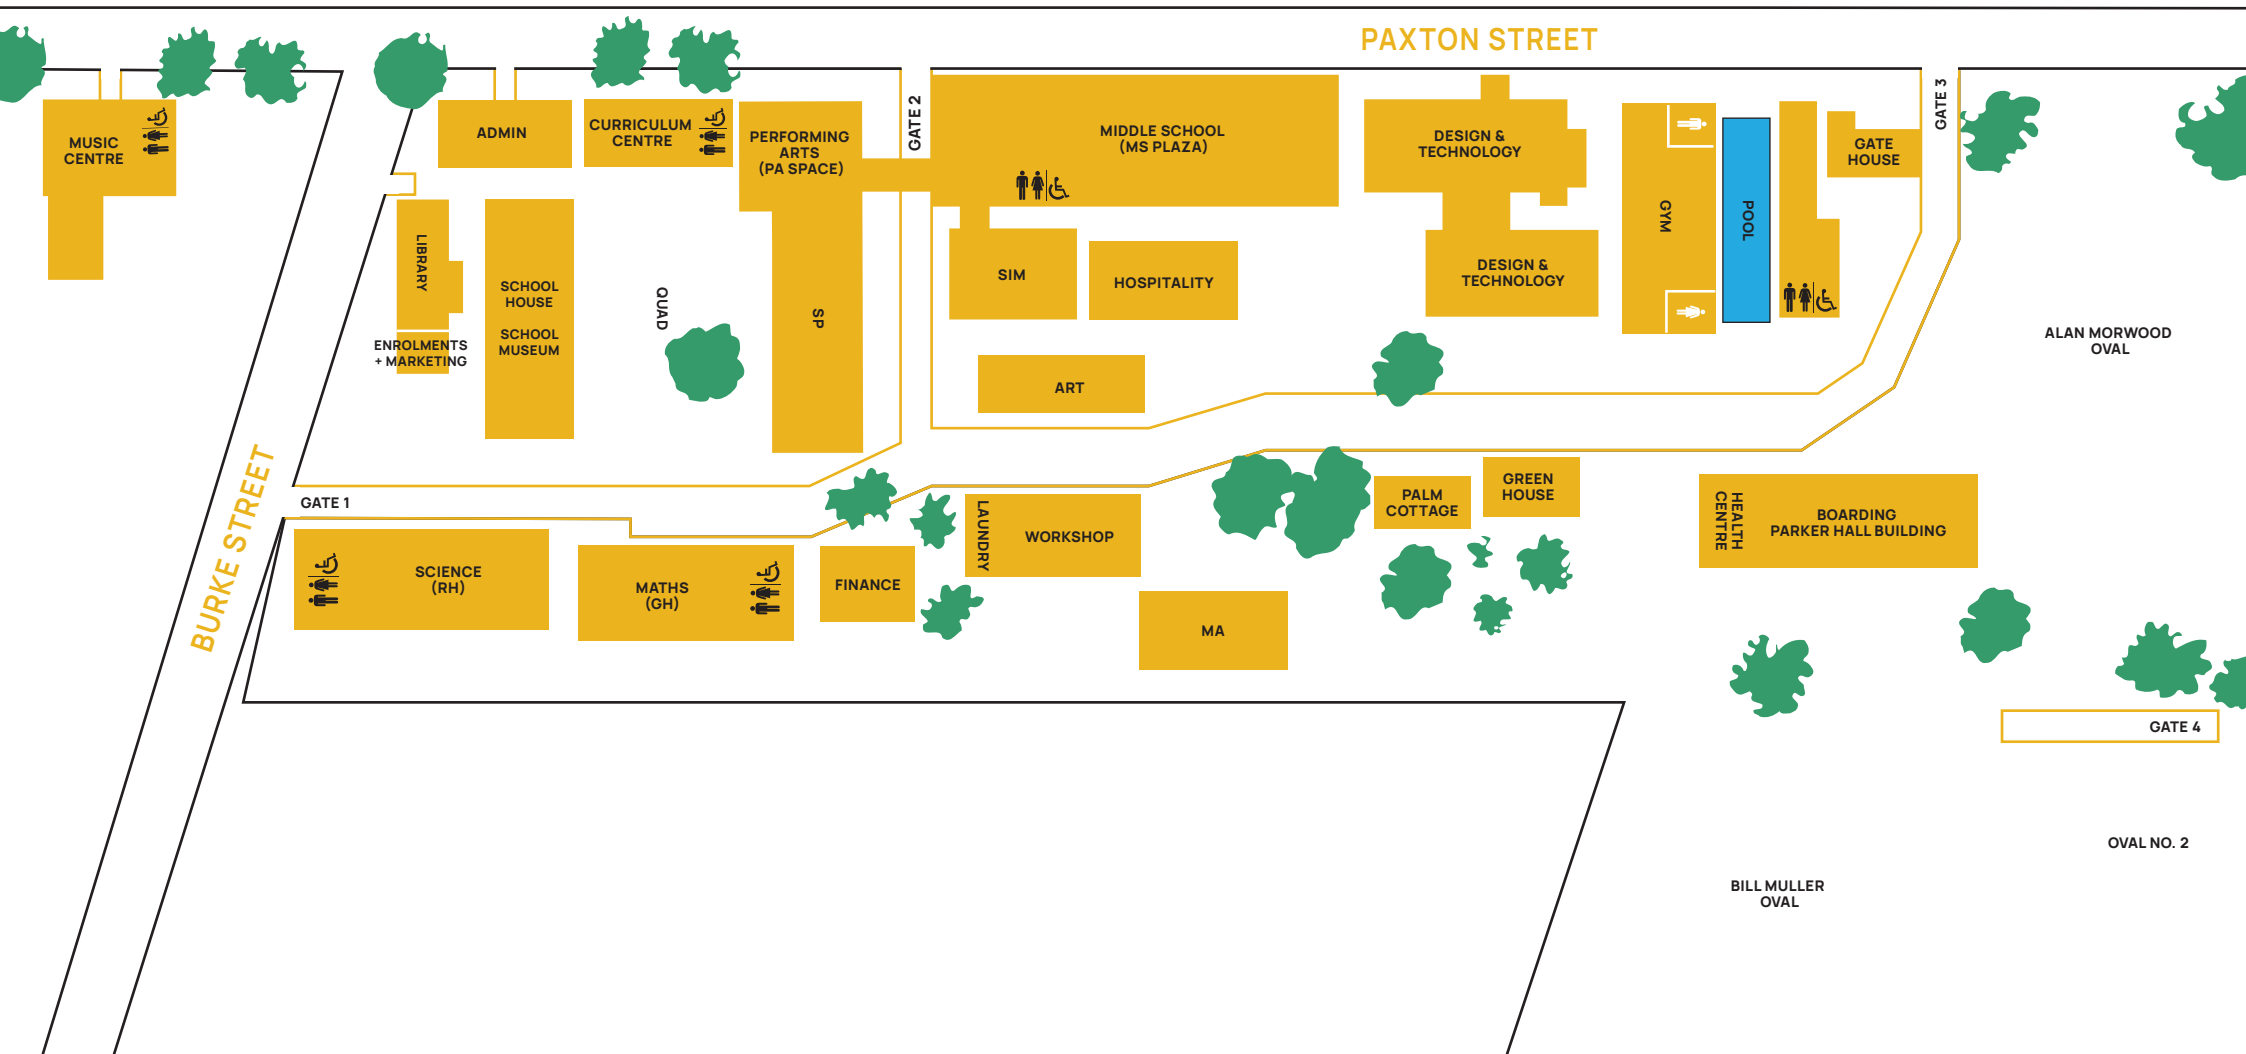 PAXTON STREET
MUSIC
CENTRE
ADMIN
CURRICULUM
CENTRE
PERFORMING
ARTS
(PA SPACE)
GATE 2
MIDDLE SCHOOL
(MS PLAZA)
DESIGN &
TECHNOLOGY
GYM
POOL
GATE
HOUSE
GATE 3
LIBRARY
ENROLMENTS
+ MARKETING
SCHOOL
HOUSE
SCHOOL
MUSEUM
QUAD
SP
SIM
HOSPITALITY
DESIGN &
TECHNOLOGY
ALAN MORWOOD
OVAL
ART
BURKE STREET
GATE 1
SCIENCE
(RH)
MATHS
(GH)
FINANCE
LAUNDRY
WORKSHOP
MA
PALM
COTTAGE
GREEN
HOUSE
HEALTH
CENTRE
BOARDING
PARKER HALL BUILDING
GATE 4
OVAL NO. 2
BILL MULLER
OVAL